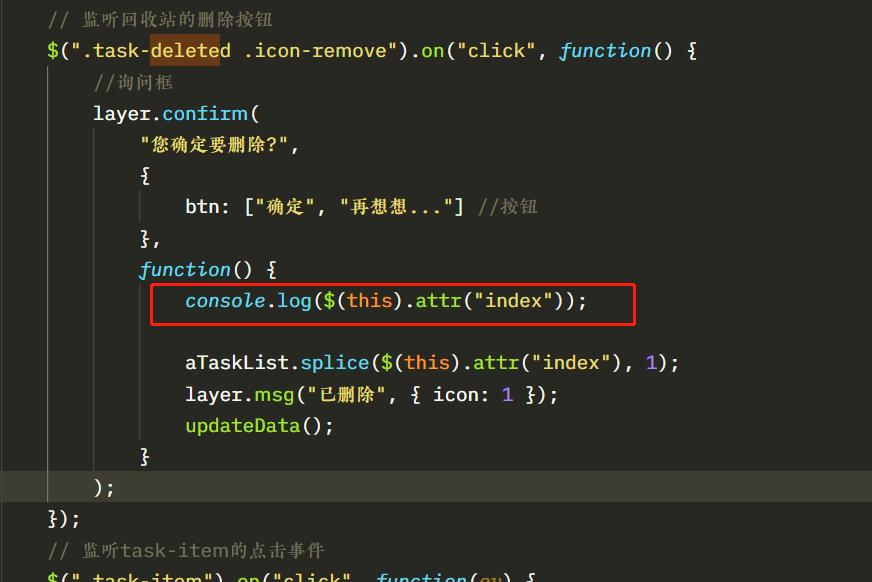 // 监听回收站的删除按钮
$(".task-deleted .icon-remove").on("click", function() {
//询问框
layer.confirm(
"您确定要删除?",
{
btn: ["确定", "再想想..."] //按钮
},
function() {
console.log($(this).attr("index"));
aTaskList.splice($(this).attr("index"), 1);
layer.msg("已删除", { icon: 1 });
updateData();
}
);
});
// 监听task-item的点击事件
$(".task-item").on("click", function(ev) {